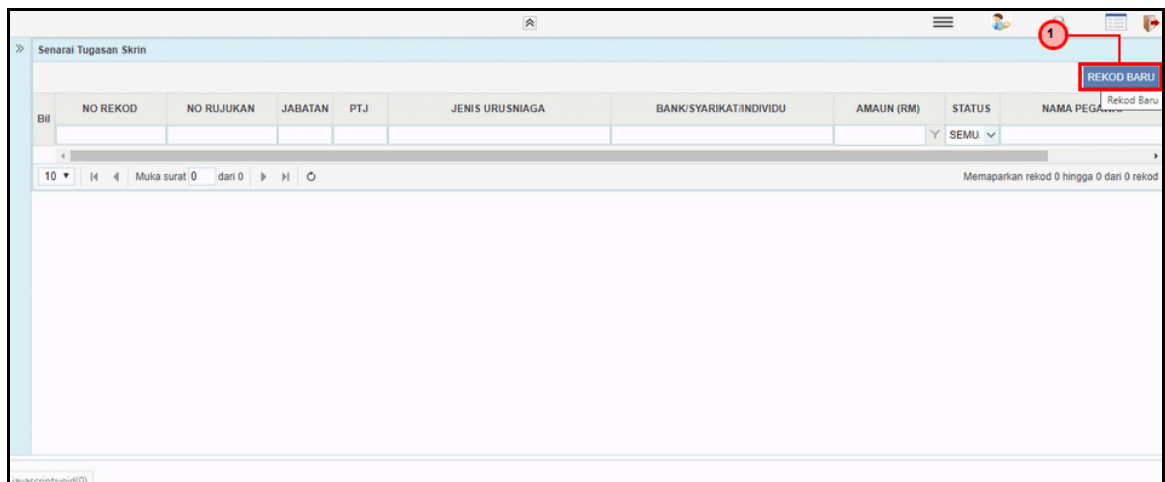 1
Senarai Tugasan Skrin
REKOD BARU
Rekod Baru
Bil NO REKOD NO RUJUKAN JABATAN PTJ JENIS URUSNIAGA BANK/SYARIKAT/INDIVIDU AMAUN (RM) STATUS NAMA
SEMU.
10 Muka surat 0 dari 0 Memaparkan rekod 0 hingga 0 dari 0 rekod